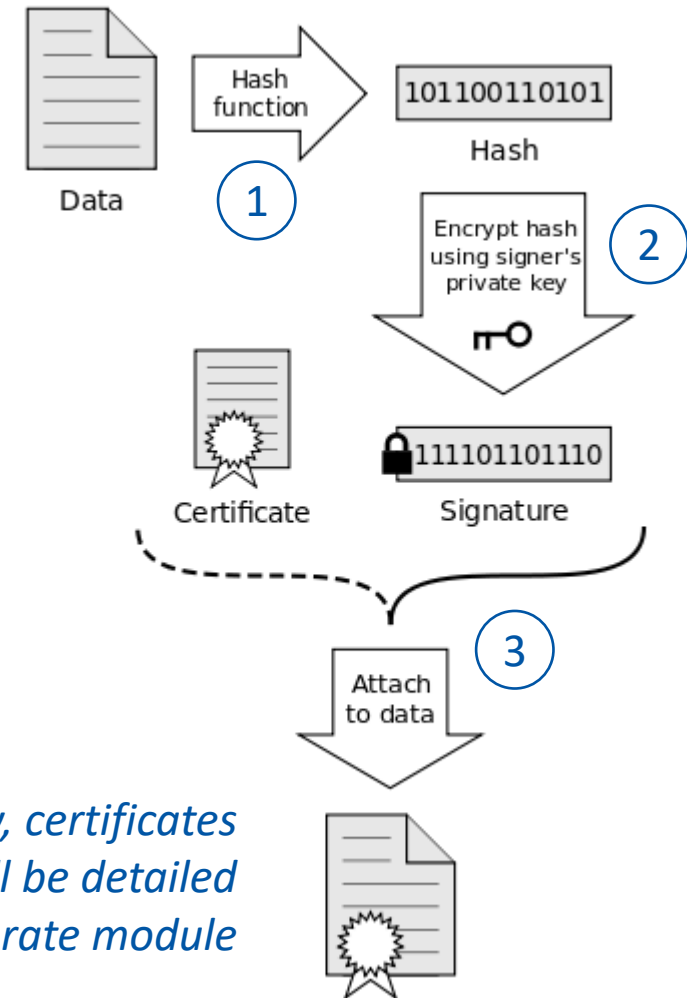 Hash
function
101100110101
Hash
Data
1
Encrypt hash
using signer's
private key
2
111101101110
Certificate
Signature
3
Attach
to data
, certificates
be detailed
module